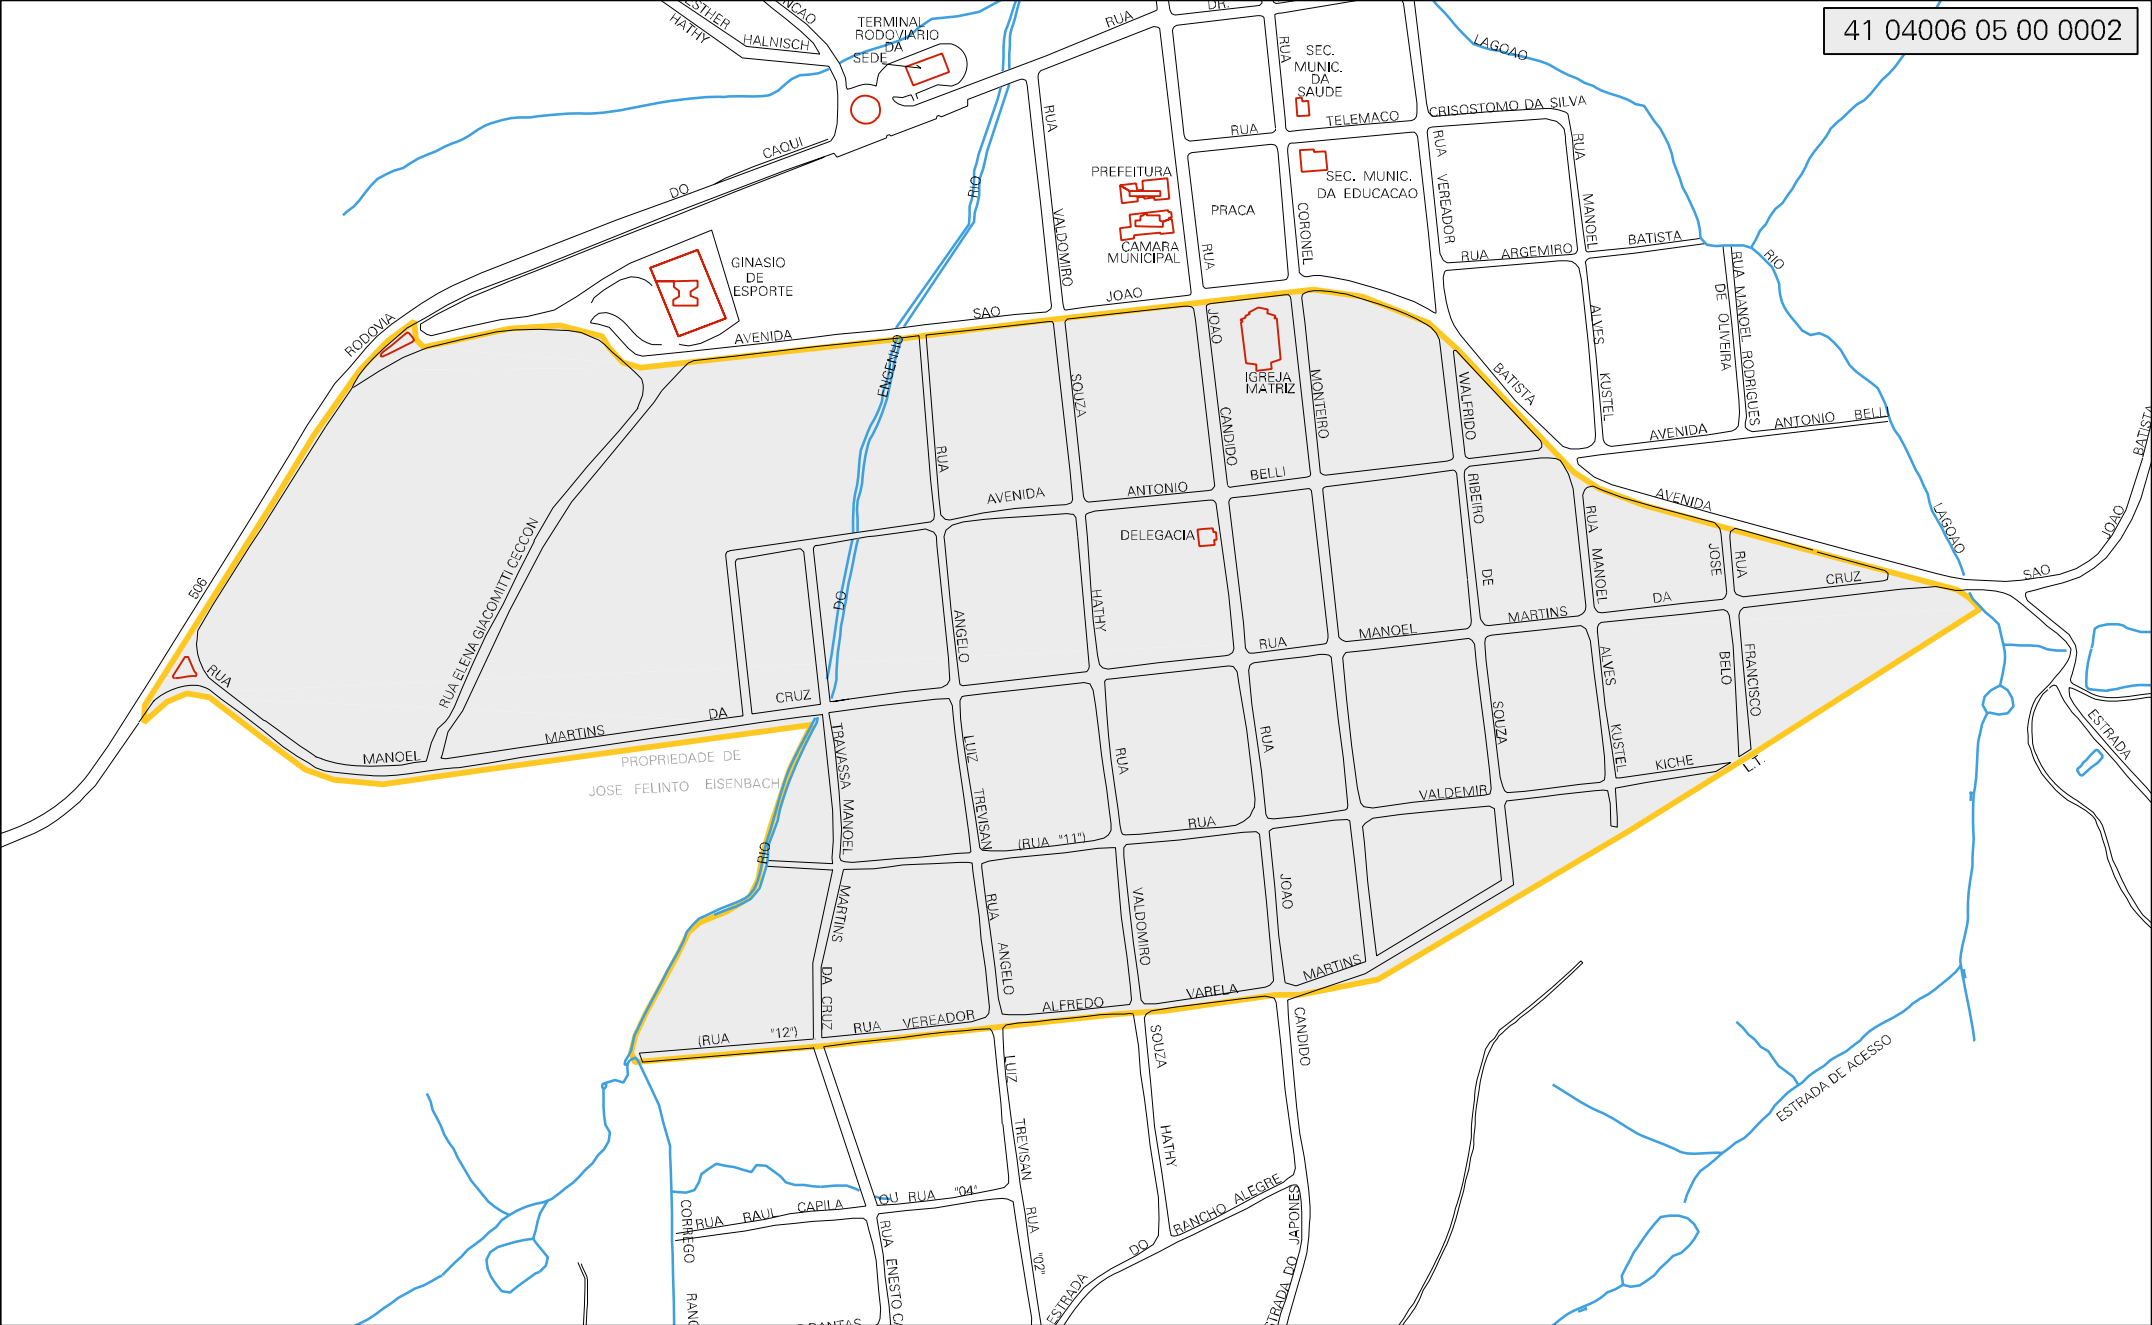 41 04006 05 00 0002
ESTHER
HATHY
HALNISCH
TERMINAL
RODOVIARIO
DA
SEDE
RUA
DR.
RUA
SEC.
MUNIC.
DA
SAUDE
LAGOAO
CRISOSTOMO DA SILVA
TELEMACO
RUA
RUA
CAQUI
DO
RIO
PREFEITURA
SEC. MUNIC.
DA EDUCACAO
PRACA
CAMARA
MUNICIPAL
VALDOMIRO
RUA
CORONEL
RUA VEREADOR
RUA
MANOEL
RUA ARGEMIRO
BATISTA
RIO
GINASIO
DE
ESPORTE
RODOVIA
AVENIDA
SAO
JOAO
ENGENHO
JOAO
IGREJA
MATRIZ
SOUZA
CANDIDO
MONTEIRO
WALFRIDO
BATISTA
ALVES
KUSTEL
DE OLIVEIRA
RUA MANOEL RODRIGUES
AVENIDA
ANTONIO BELLI
BATISTA
JOAO
RUA
AVENIDA
ANTONIO
BELLI
RIBEIRO
AVENIDA
LAGOAO
DELEGACIA
RUA MANOEL
JOSE
RUA
CRUZ
SAO
506
RUA ELENA GIACOMITTI CECCON
DO
ANGELO
HATHY
DE
MARTINS
DA
RUA
MANOEL
RUA
MANOEL
MARTINS
DA
CRUZ
ALVES
BELO
FRANCISCO
SOUZA
KUSTEL
KICHE
L.T.
ESTRADA
PROPRIEDADE DE
JOSE FELINTO EISENBACH
TRAVASSA MANOEL
LUIZ
TREVISAN
RUA
RUA
VALDEMIR
RUA
(RUA "11")
RIO
MARTINS
DA CRUZ
RUA
ANGELO
VALDOMIRO
JOAO
MARTINS
VARELA
ALFREDO
VEREADOR
RUA
(RUA "12")
LUIZ
SOUZA
CANDIDO
TREVISAN
HATHY
ESTRADA DE ACESSO
RUA RAUL CAPILA
OU RUA "04"
CORREGO
RUA
"02"
ESTRADA
DO
RANCHO ALEGRE
JAPONES
DO
RUA ENESTO